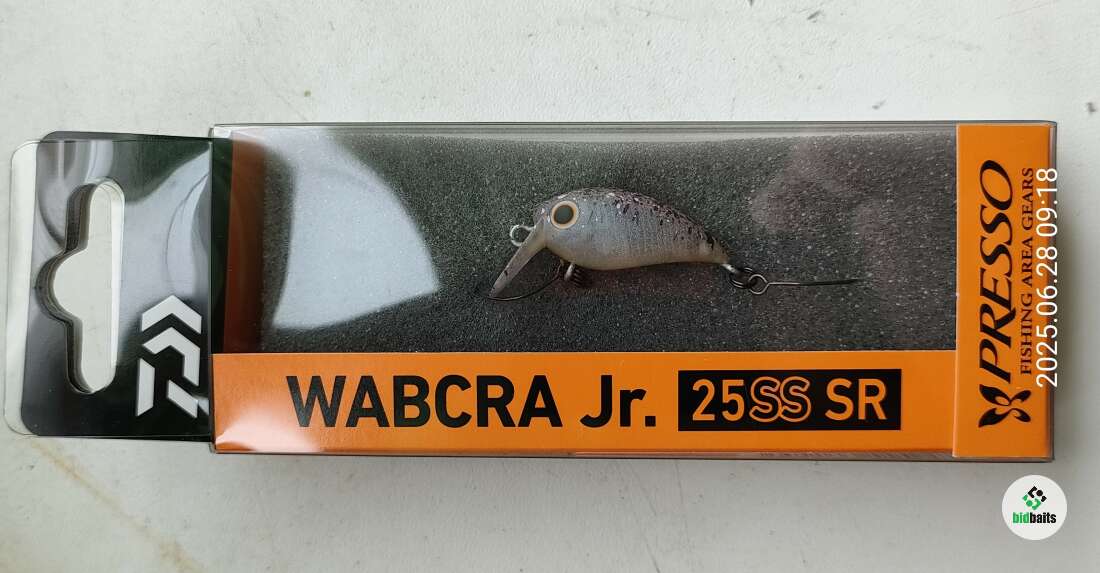 WABCRA Jr. 25SS SR
PRESSO
FISHING AREA GEARS
2025.06.28 09:18
bidbaits